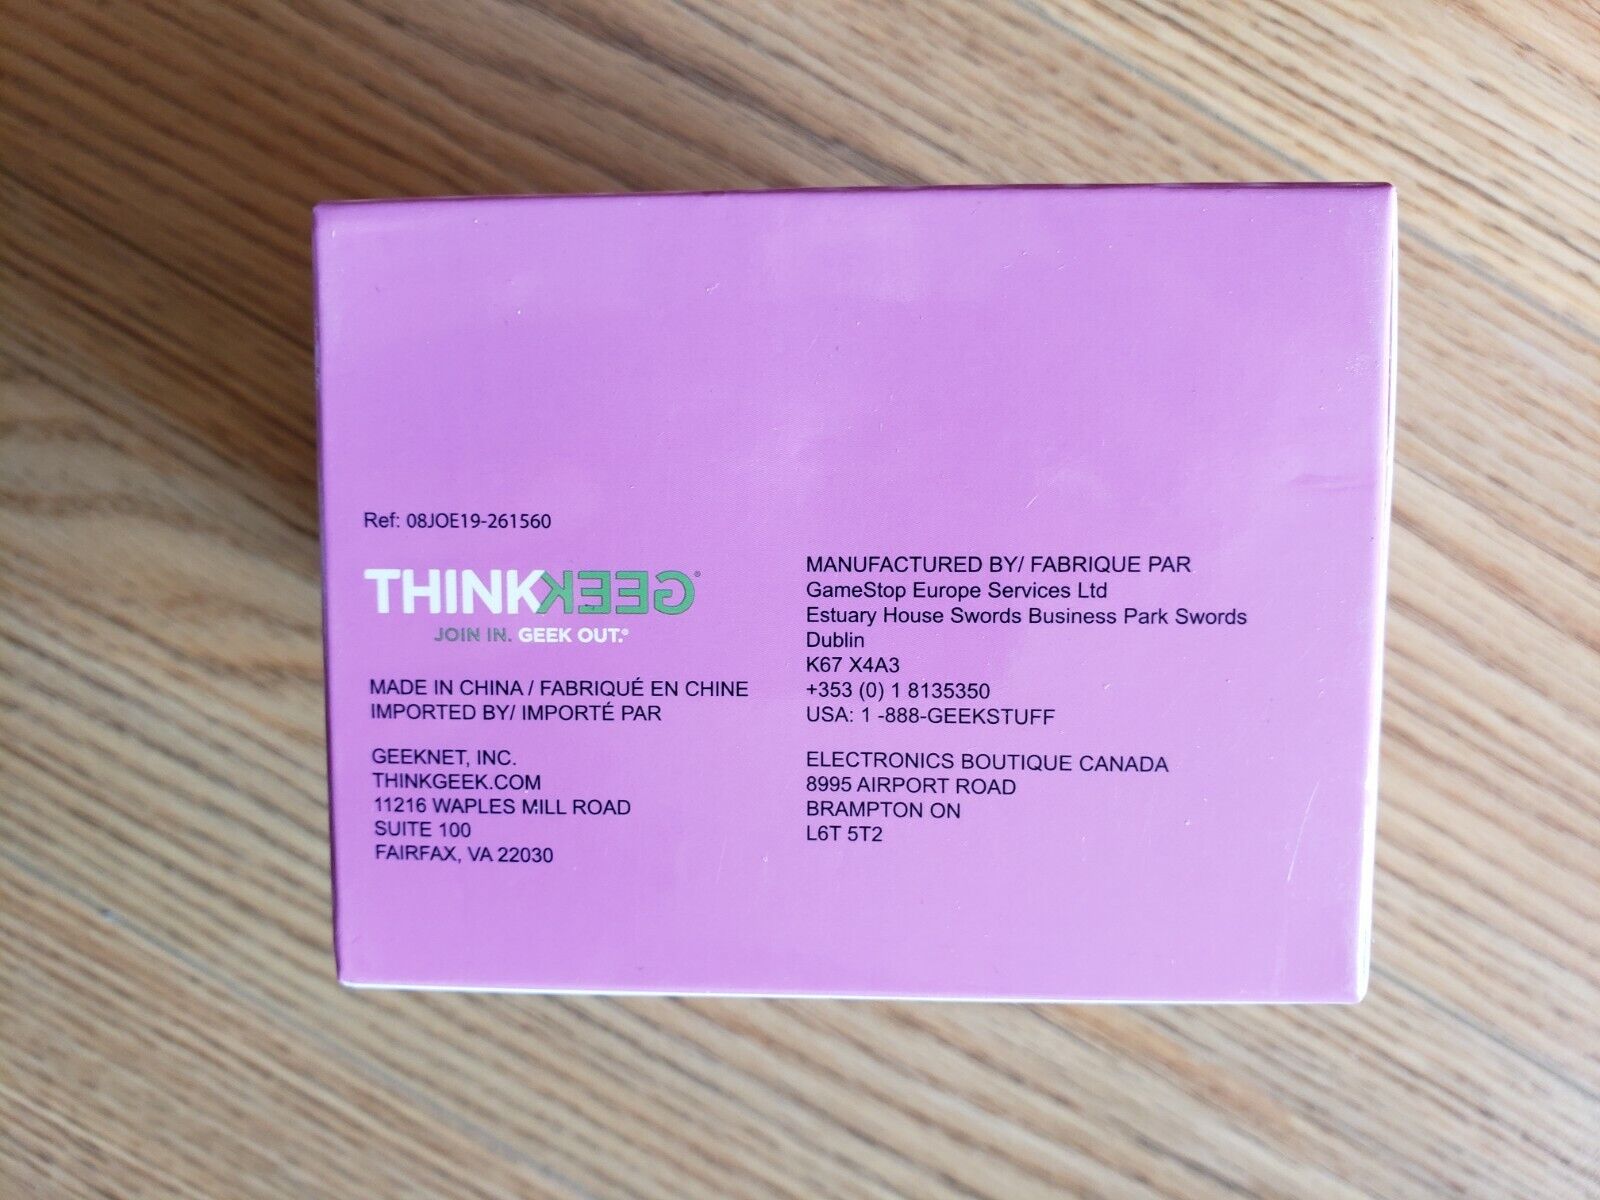 Ref: 08JOE19-261560
THINKGEEK®
JOIN IN. GEEK OUT.®
MADE IN CHINA / FABRIQUÉ EN CHINE
IMPORTED BY/ IMPORTÉ PAR
GEEKNET, INC.
THINKGEEK.COM
11216 WAPLES MILL ROAD
SUITE 100
FAIRFAX, VA 22030
MANUFACTURED BY/ FABRIQUE PAR
GameStop Europe Services Ltd
Estuary House Swords Business Park Swords
Dublin
K67 X4A3
+353 (0) 1 8135350
USA: 1 -888-GEEKSTUFF
ELECTRONICS BOUTIQUE CANADA
8995 AIRPORT ROAD
BRAMPTON ON
L6T 5T2